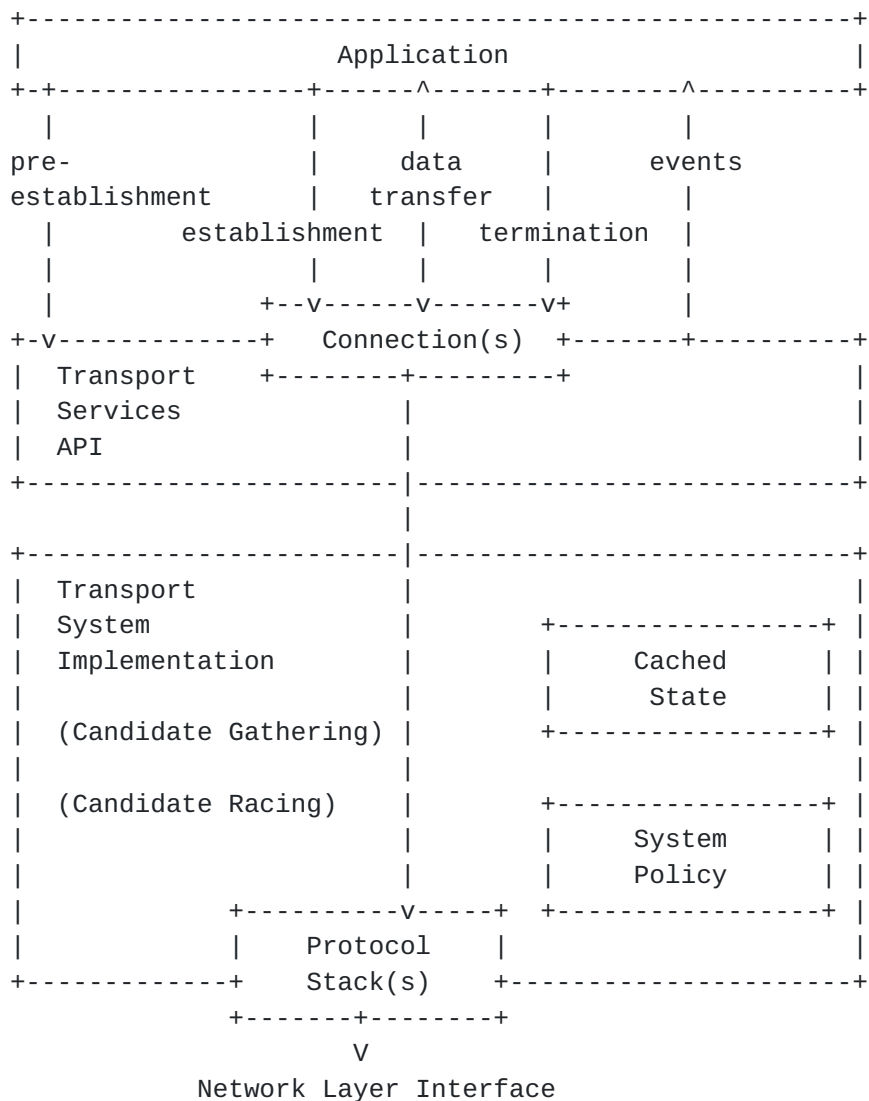 Application
pre-
data
events
establishment
transfer
establishment
termination
Connection(s)
Transport
Services
API
Transport
System
Implementation
Cached
State
(Candidate Gathering)
(Candidate Racing)
System
Policy
Protocol
Stack(s)
Network Layer Interface